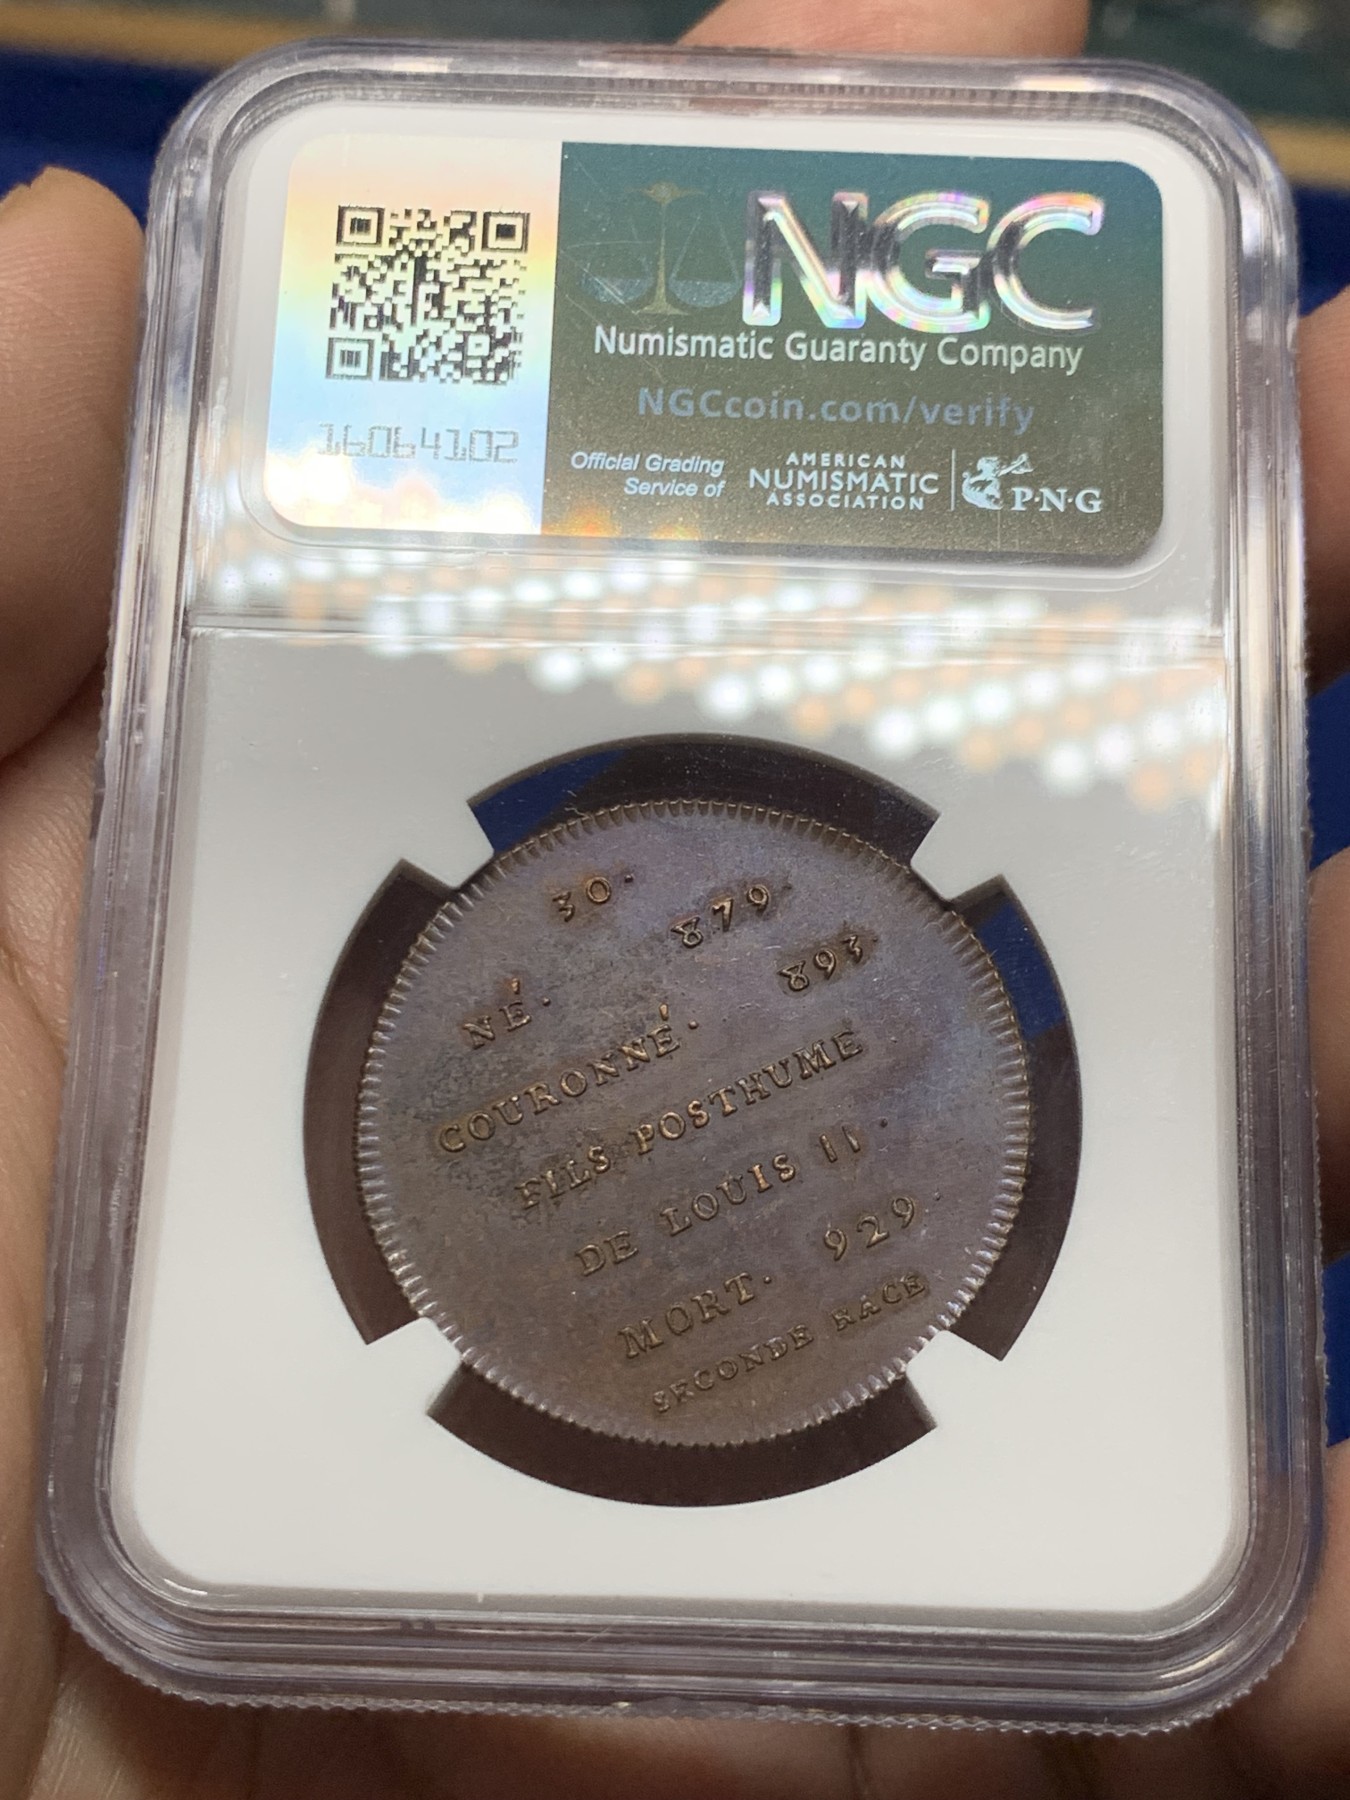 NGC
Numismatic Guaranty Company
NGCcoin.com/verify
16064102
Official Grading
Service of
AMERICAN
NUMISMATIC
ASSOCIATION
P·N·G
30.
NÉ. 879.
COURONNÉ. 893.
FILS POSTHUME
DE LOUIS II.
MORT. 929.
SECONDE RACE